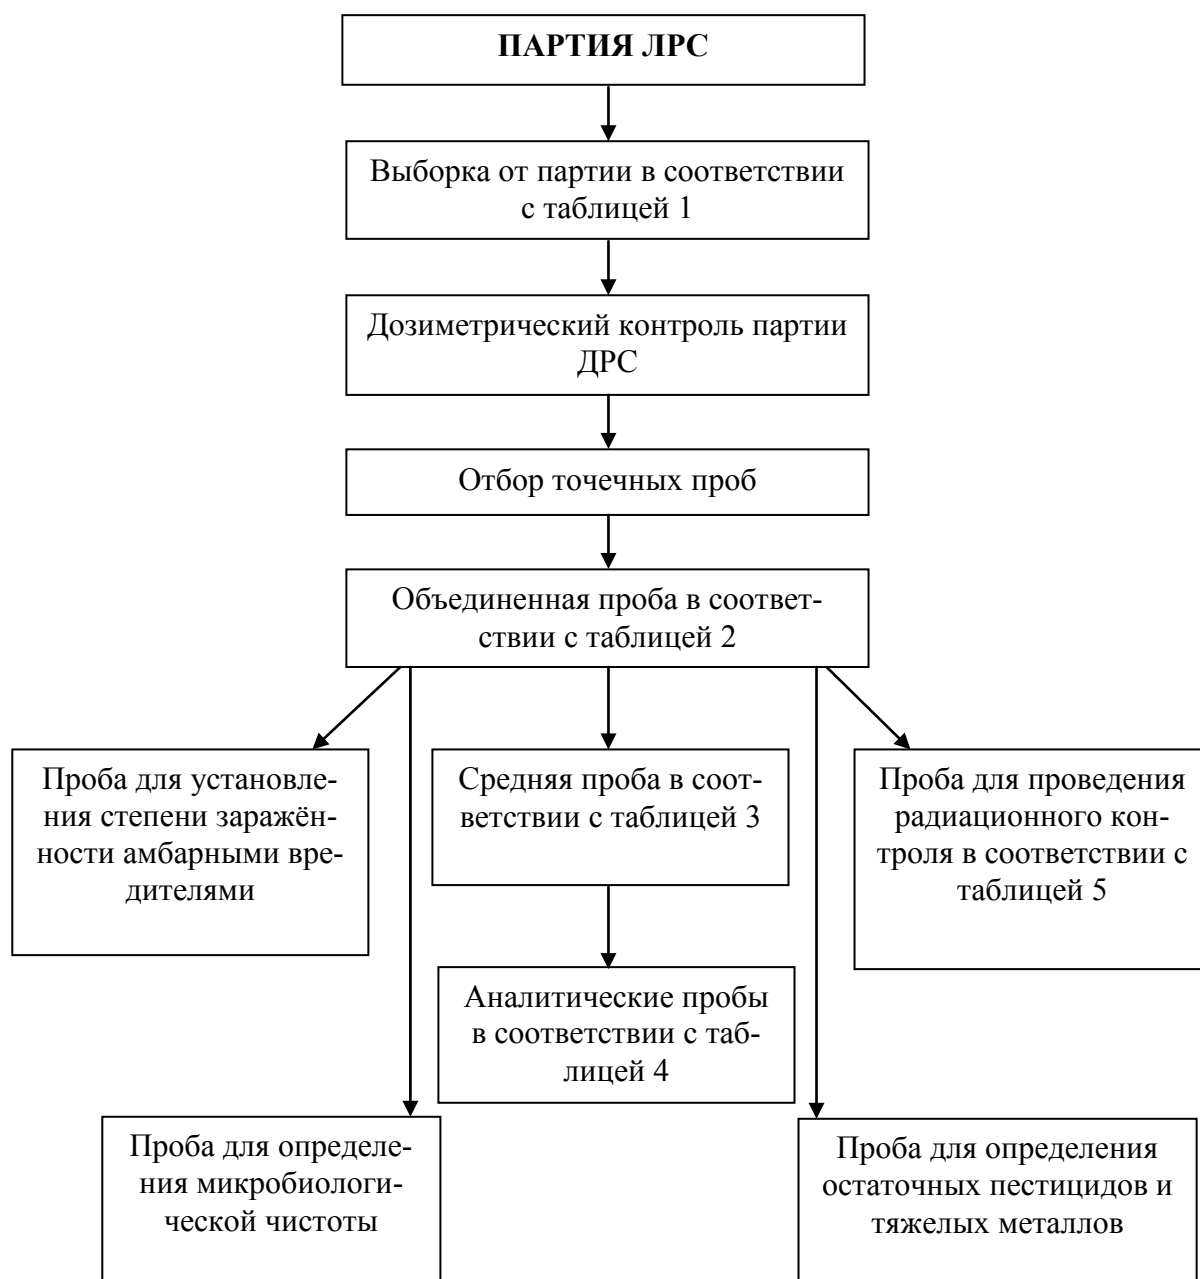 ПАРТИЯ ЛРС
Выборка от партии в соответствии
с таблицей 1
Дозиметрический контроль партии
ДРС
Отбор точечных проб
Объединенная проба в соответ-
ствии с таблицей 2
Проба для установле-
ния степени заражён-
ности амбарными вре-
дителями
Средняя проба в соот-
ветствии с таблицей 3
Проба для проведения
радиационного кон-
троля в соответствии с
таблицей 5
Аналитические пробы
в соответствии с таб-
лицей 4
Проба для определе-
ния микробиологи-
ческой чистоты
Проба для определения
остаточных пестицидов и
тяжелых металлов